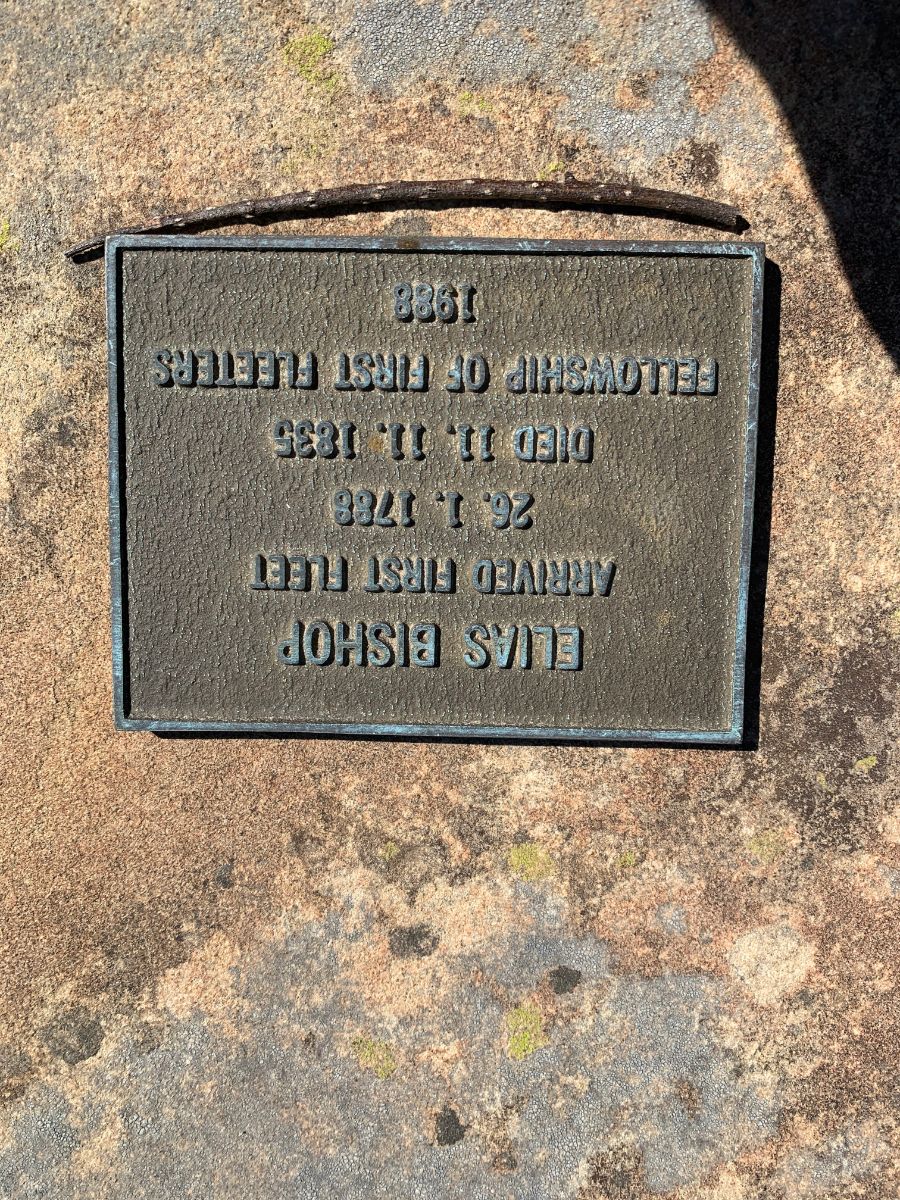 ELIAS BISHOP
ARRIVED FIRST FLEET
26. 1. 1788
DIED 11. 11. 1835
FELLOWSHIP OF FIRST FLEETERS
1988